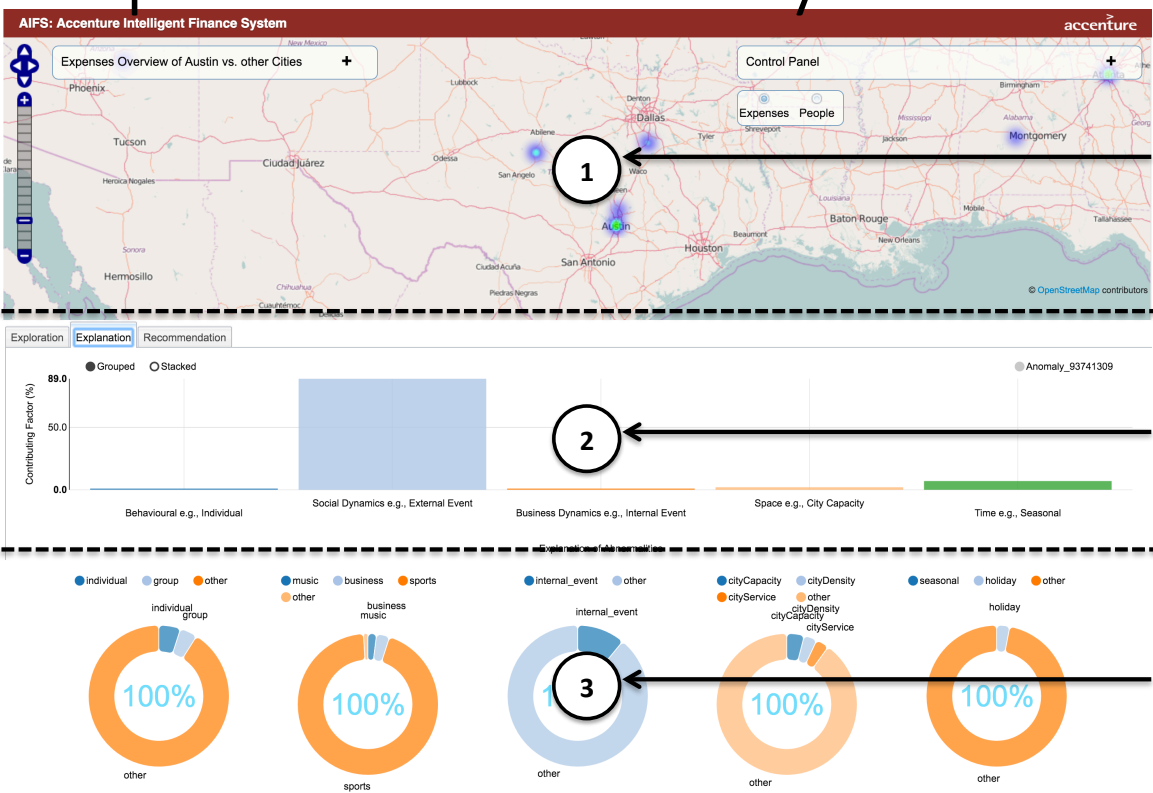 AIFS: Accenture Intelligent Finance System
accenture
New Mexico
Expenses Overview of Austin vs. other Cities +
Control Panel +
Phoenix
Lubbock
Birmingham
Atlanta
Expenses People
Denton
Dallas
Mississippi
Alabama
Tucson
Abilene
Tyler
Shreveport
Jackson
Montgomery
Ciudad Juárez
Odessa
San Angelo
Waco
Heroica Nogales
Louisiana
Austin
Baton Rouge
Mobile
Tallahassee
Sonora
Houston
Beaumont
New Orleans
Hermosillo
Ciudad Acuña
San Antonio
Chihuahua
Piedras Negras
© OpenStreetMap contributors
Cuauhtémoc
1
Exploration Explanation Recommendation
Grouped Stacked
Anomaly_93741309
89.0
50.0
0.0
Contributing Factor (%)
2
Behavioural e.g., Individual
Social Dynamics e.g., External Event
Business Dynamics e.g., Internal Event
Space e.g., City Capacity
Time e.g., Seasonal
Explanation of Abnormalities
individual group other
music business sports
other
internal_event other
cityCapacity cityDensity
cityService other
seasonal holiday other
individual
group
100%
other
business
music
100%
sports
internal_event
3
other
cityDensity
cityCapacity
cityService
100%
other
holiday
100%
other